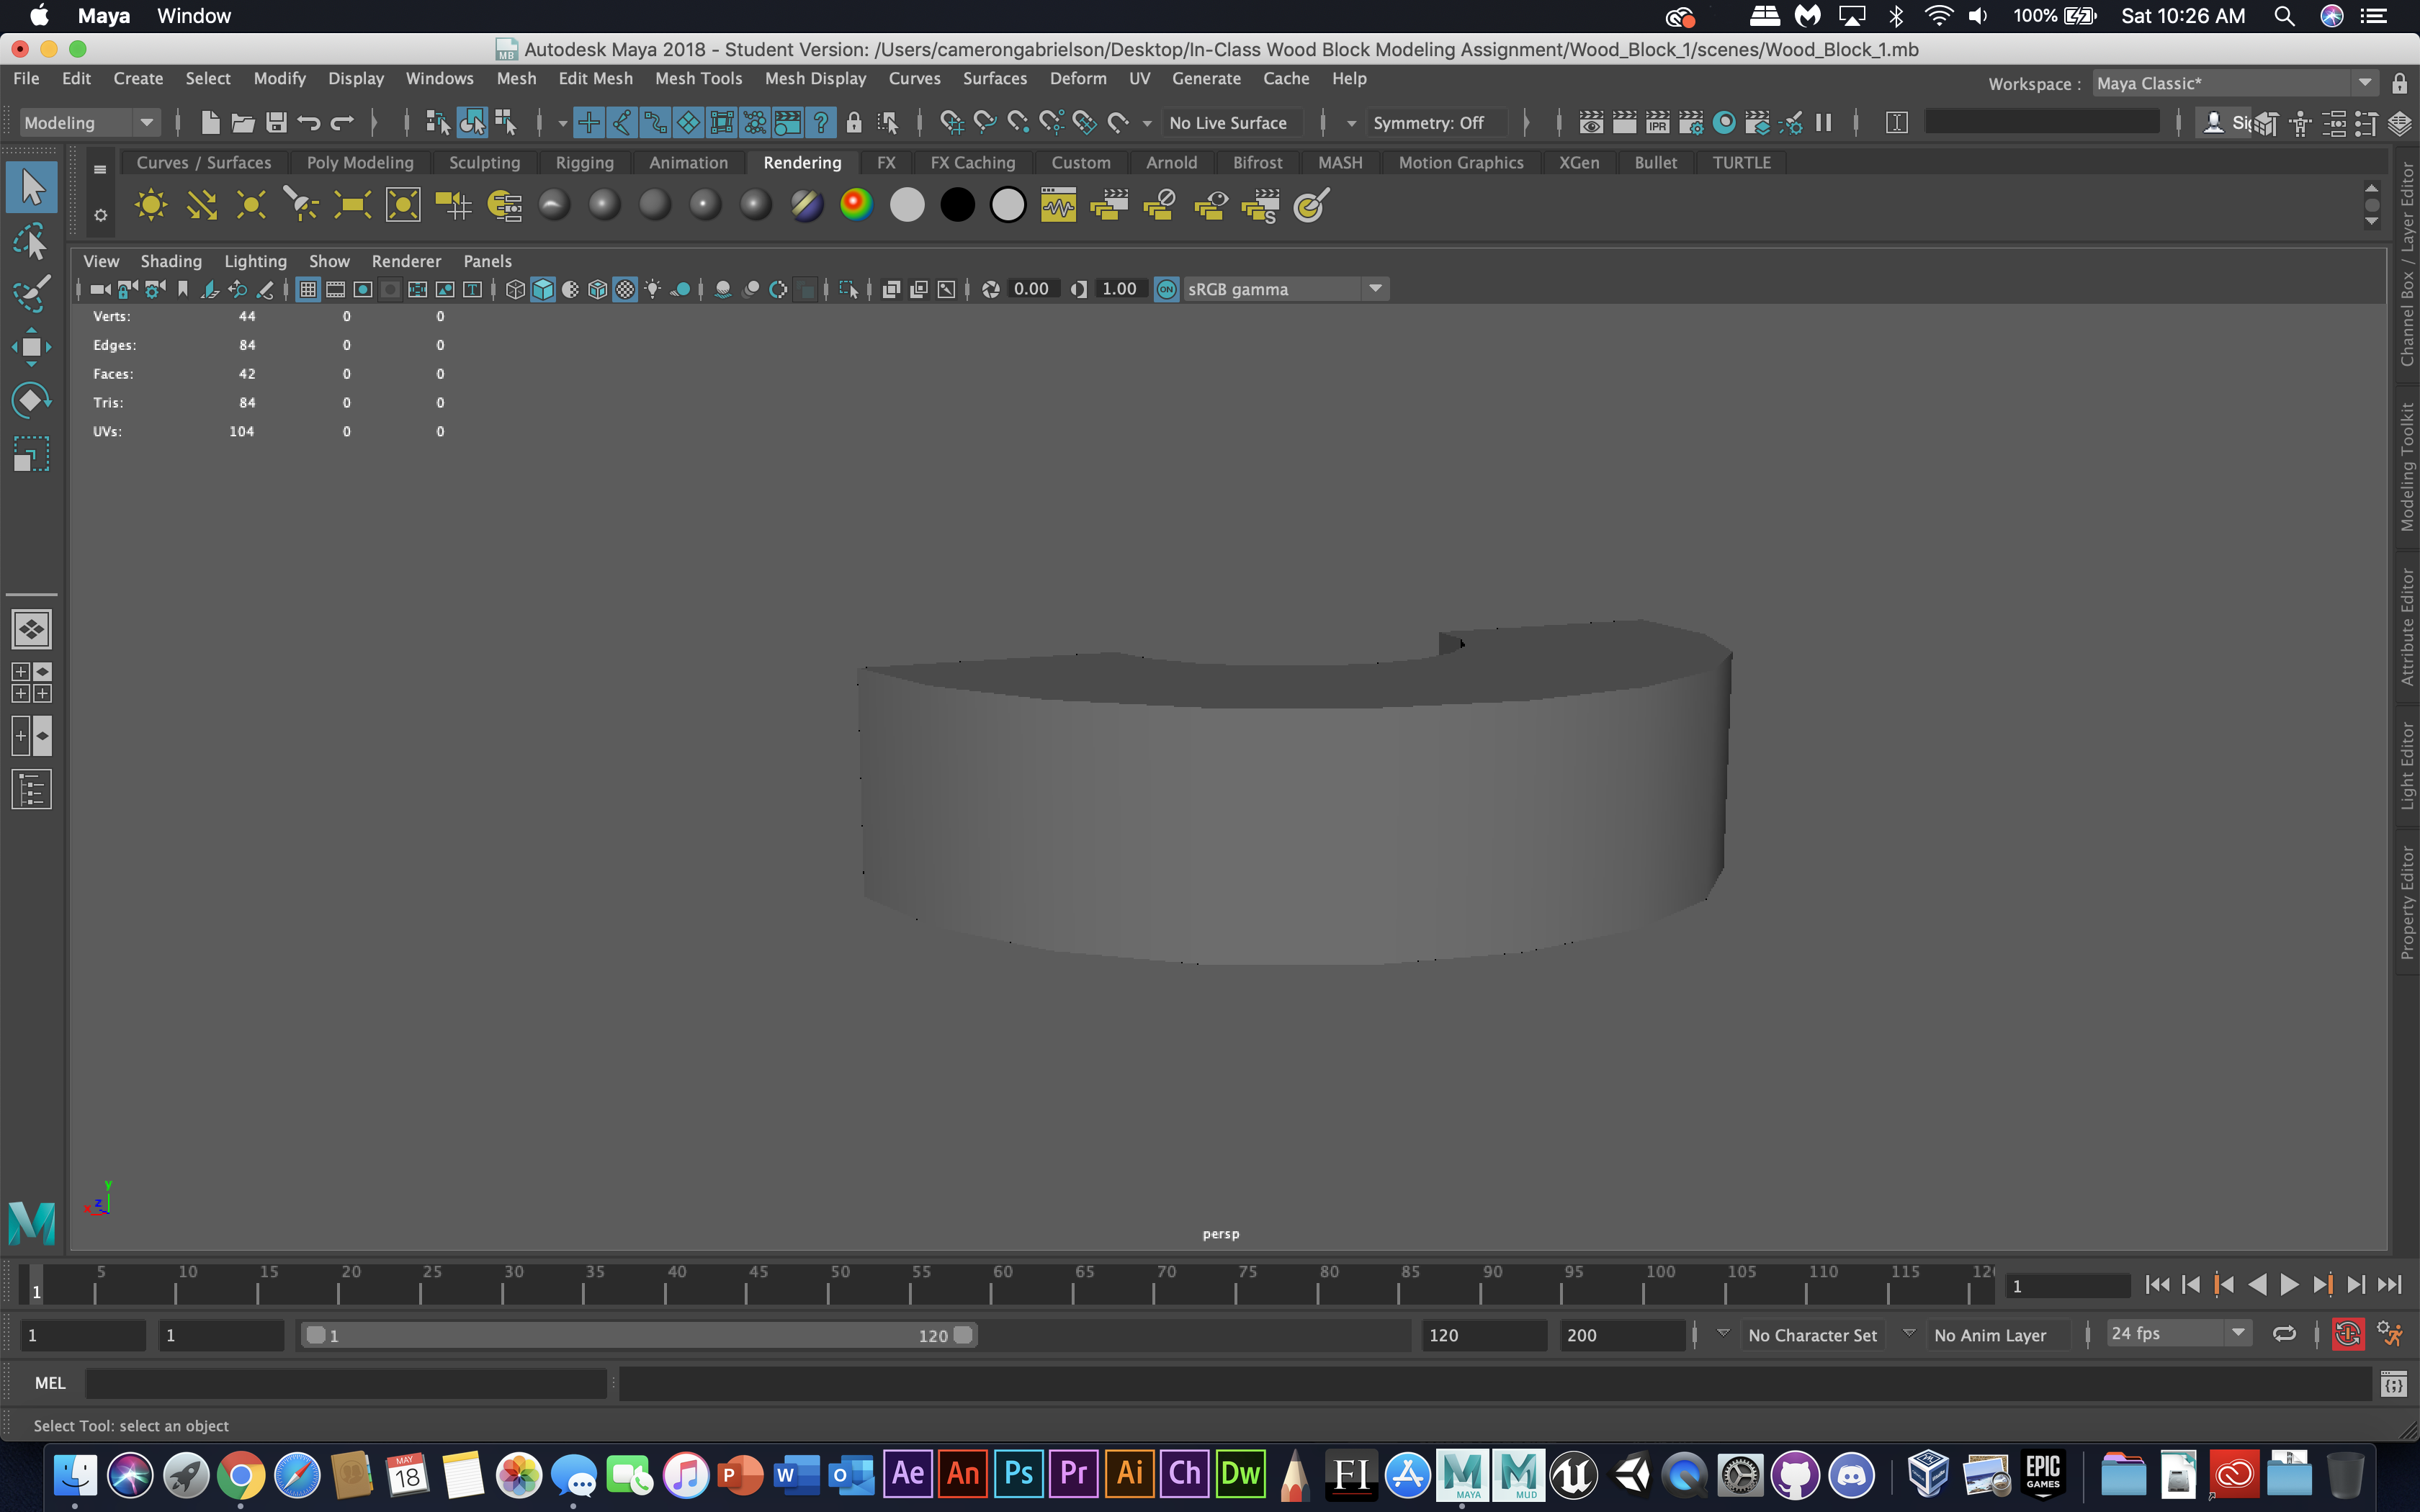 Maya Window 100% Sat 10:26 AM
Autodesk Maya 2018 - Student Version: /Users/camerongabrielson/Desktop/In-Class Wood Block Modeling Assignment/Wood_Block_1/scenes/Wood_Block_1.mb
File Edit Create Select Modify Display Windows Mesh Edit Mesh Mesh Tools Mesh Display Curves Surfaces Deform UV Generate Cache Help
Workspace : Maya Classic*
Modeling No Live Surface Symmetry: Off IPR Sig
Curves / Surfaces Poly Modeling Sculpting Rigging Animation Rendering FX FX Caching Custom Arnold Bifrost MASH Motion Graphics XGen Bullet TURTLE
View Shading Lighting Show Renderer Panels
0.00 1.00 ON sRGB gamma
Verts: 44 0 0
Edges: 84 0 0
Faces: 42 0 0
Tris: 84 0 0
UVs: 104 0 0
Channel Box / Layer Editor
Modeling Toolkit
Attribute Editor
Light Editor
Property Editor
y
z
x
persp
5 10 15 20 25 30 35 40 45 50 55 60 65 70 75 80 85 90 95 100 105 110 115 120
1 1
1 1 1 120 120 200 No Character Set No Anim Layer 24 fps
MEL
Select Tool: select an object
MAY 18 P W O Ae An Ps Pr Ai Ch Dw FI M MAYA M MUD EPIC GAMES